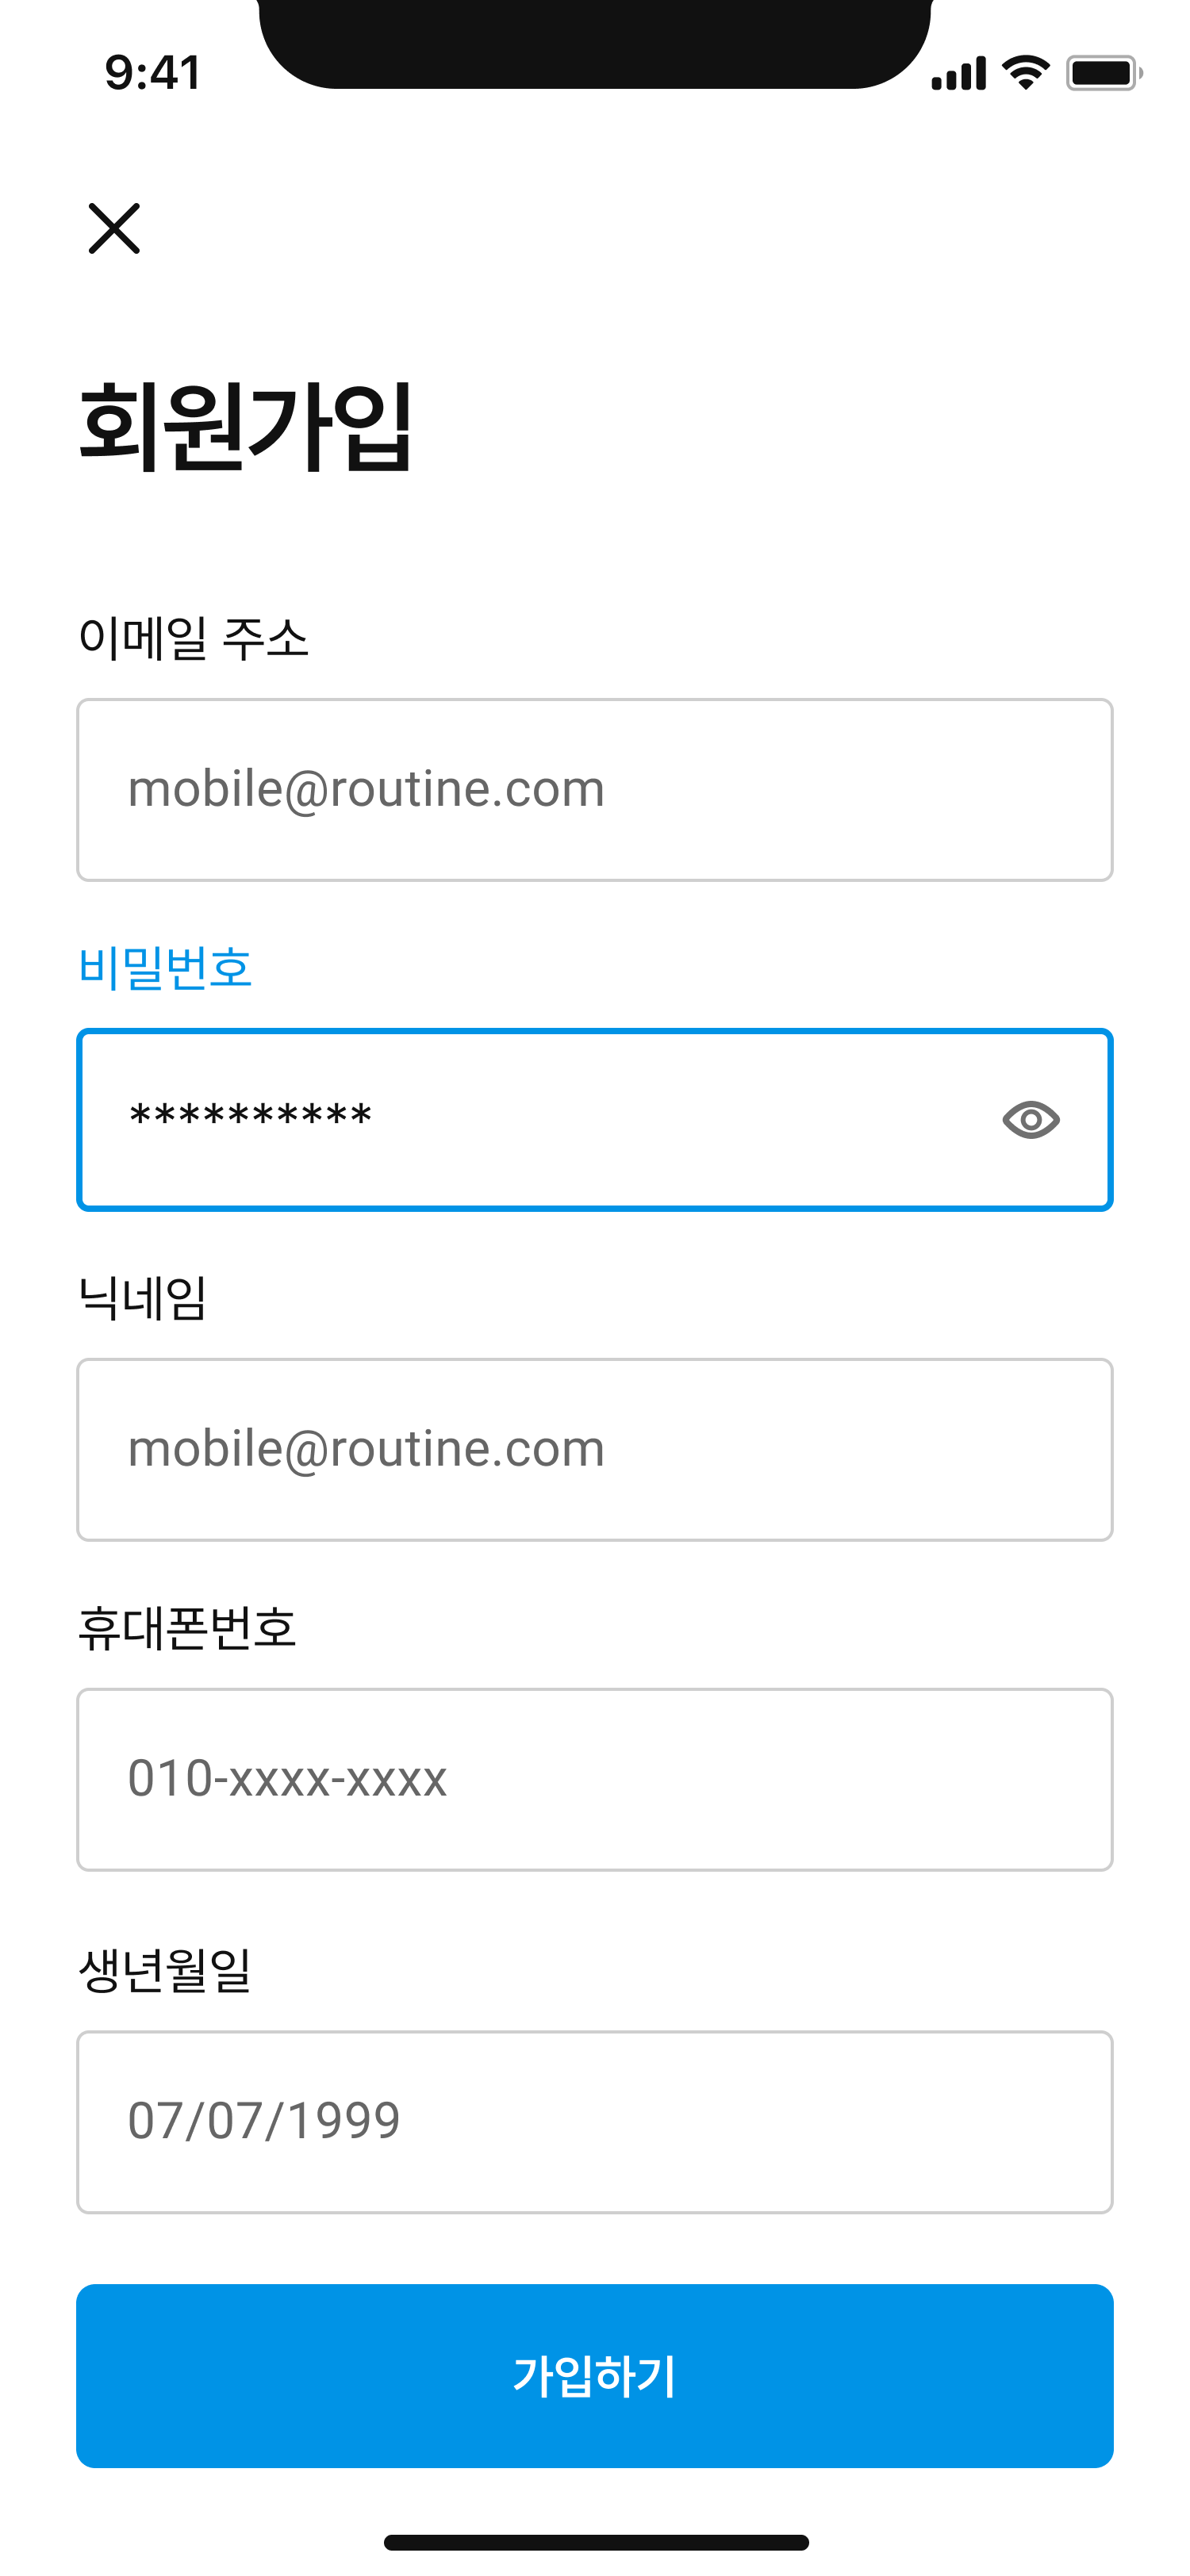 9:41
회원가입
이메일 주소
mobile@routine.com
비밀번호
**********
닉네임
mobile@routine.com
휴대폰번호
010-xxxx-xxxx
생년월일
07/07/1999
가입하기